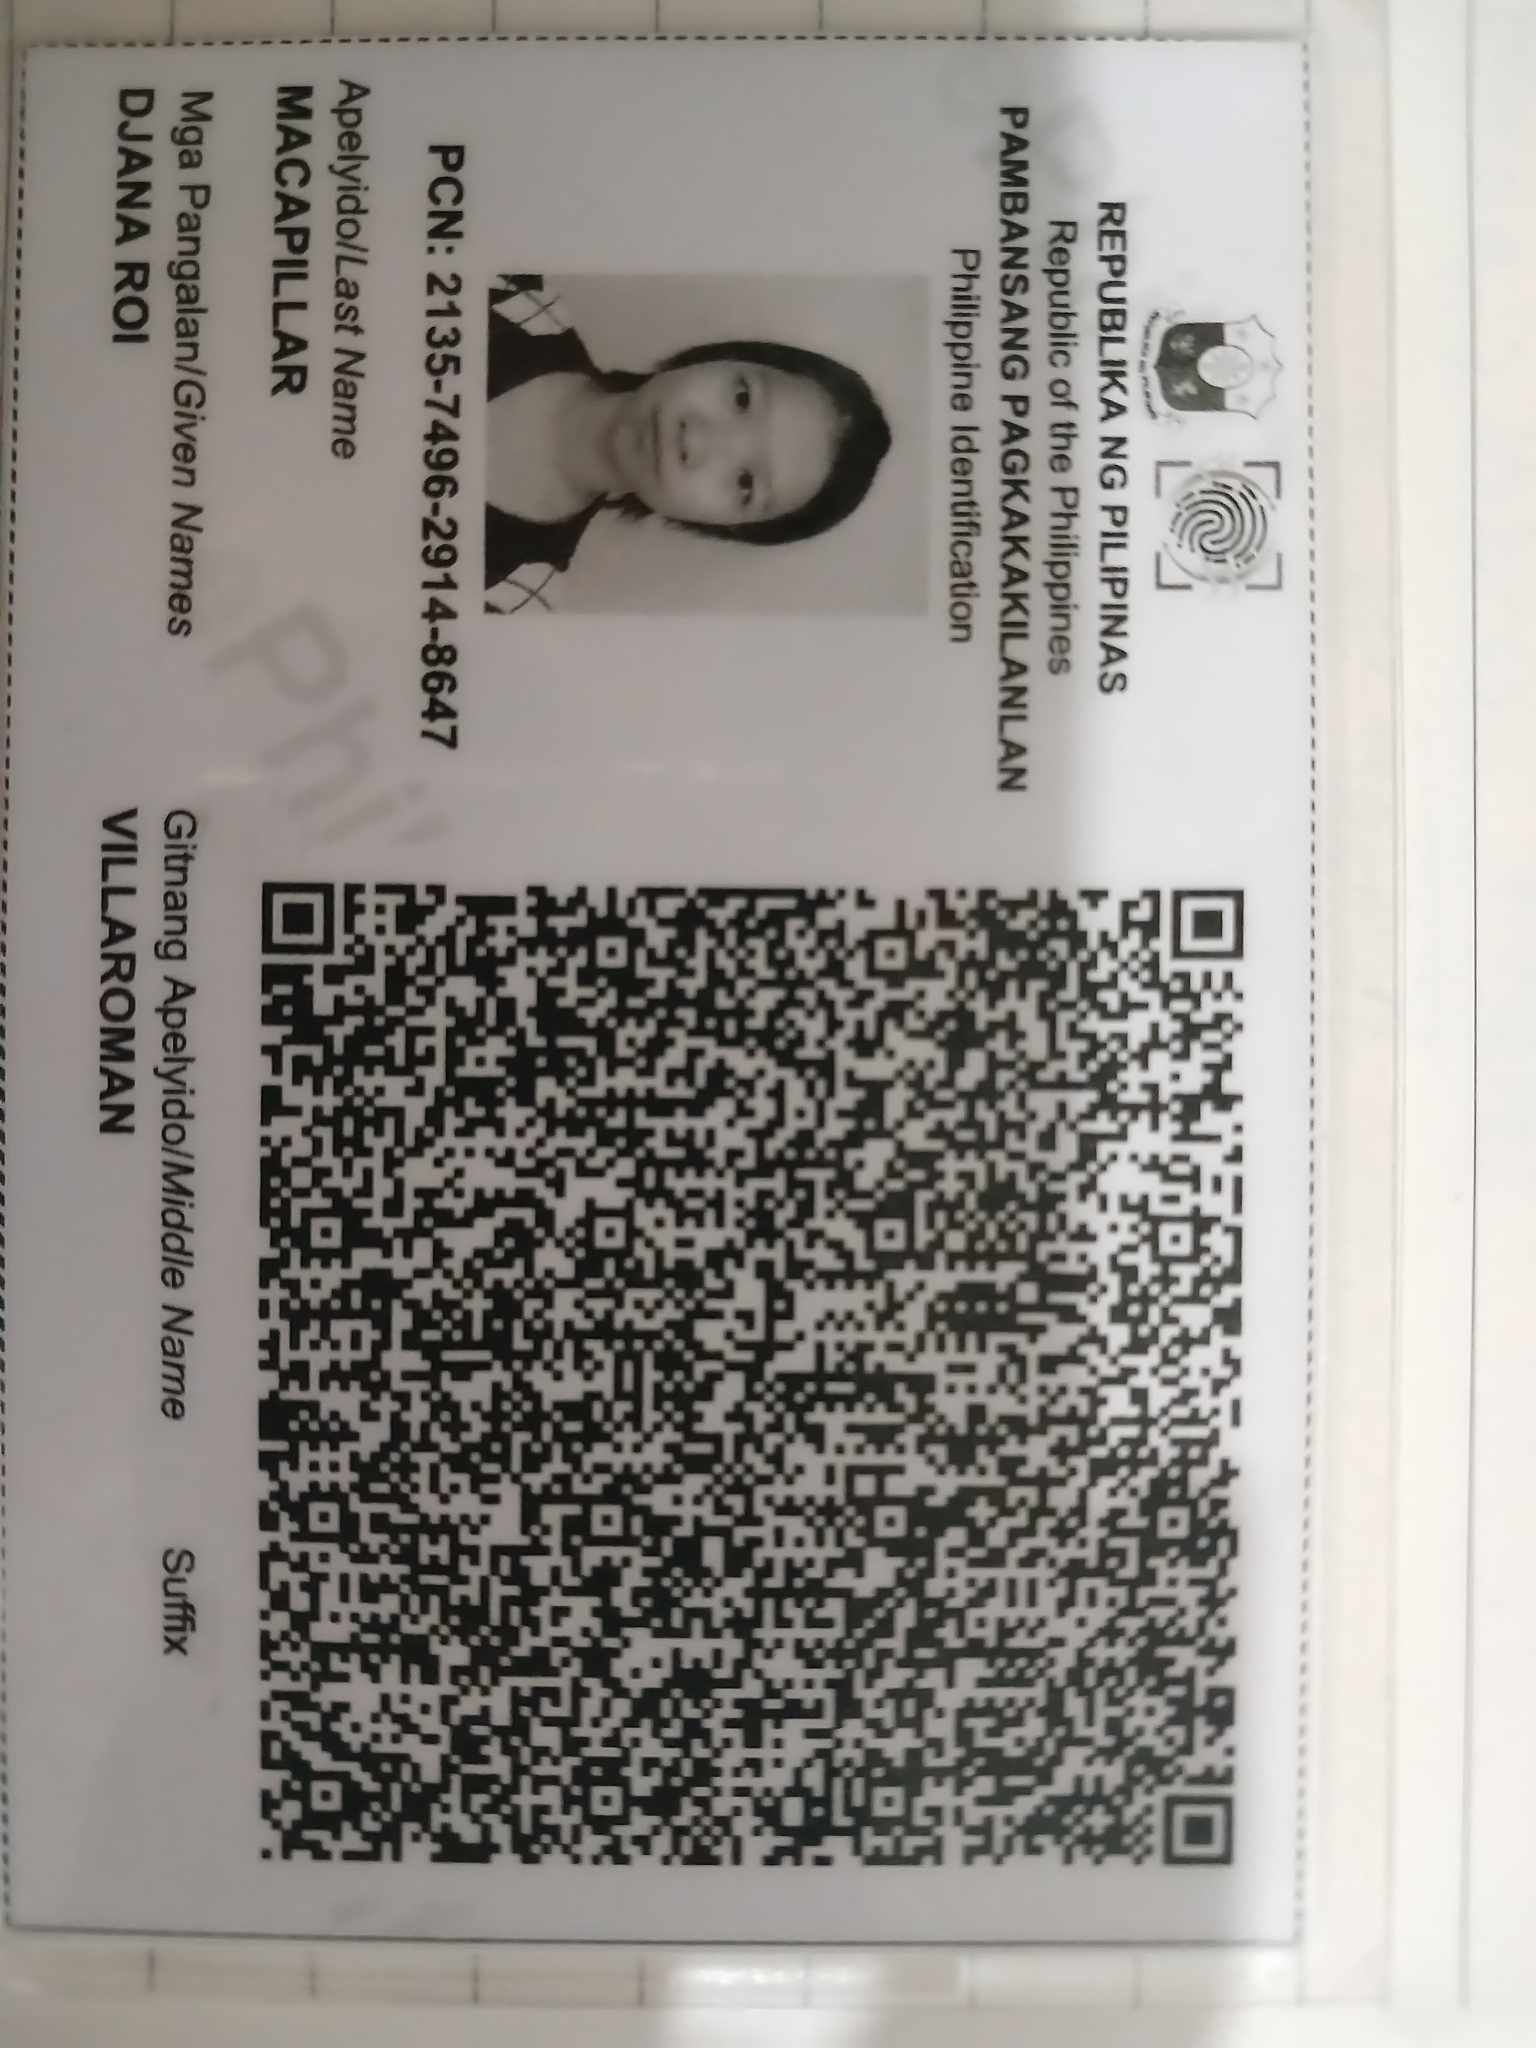 REPUBLIKA NG PILIPINAS
Republic of the Philippines
PAMBANSANG PAGKAKAKILANLAN
Philippine Identification
PCN: 2135-7496-2914-8647
Apelyido/Last Name
MACAPILLAR
Mga Pangalan/Given Names
DJANA ROI
Gitnang Apelyido/Middle Name
VILLAROMAN
Suffix
Phi